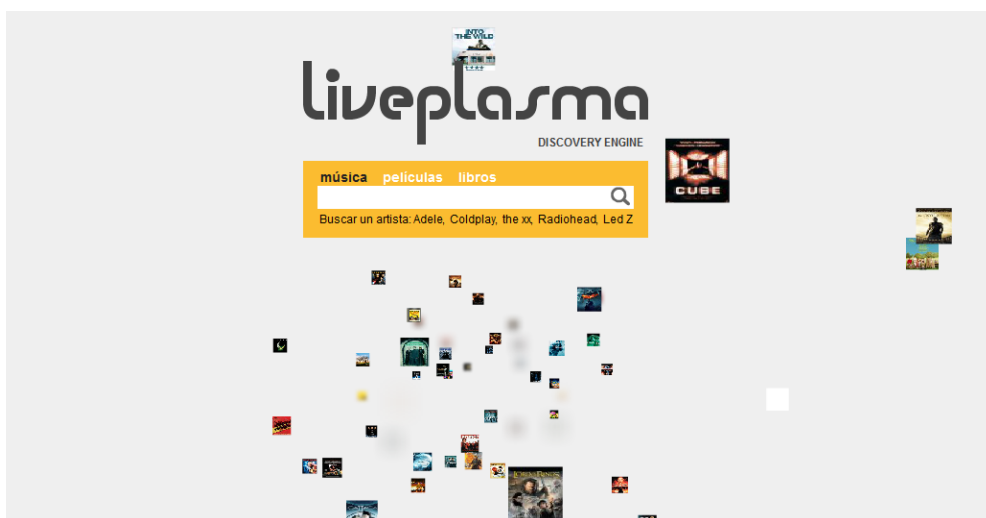 INTO
THE WILD
liveplasma
DISCOVERY ENGINE
CUBE
música películas libros
Buscar un artista: Adele, Coldplay, the xx, Radiohead, Led Z